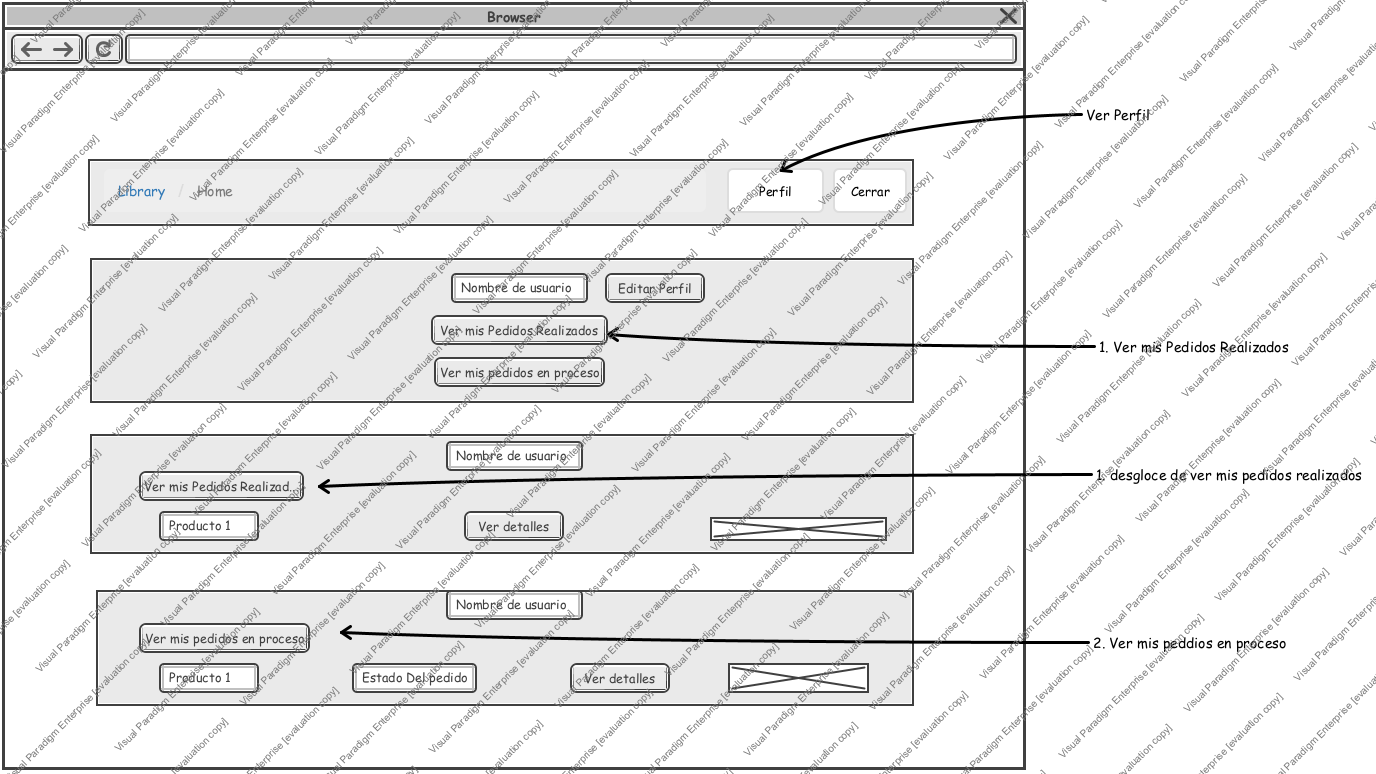 Browser
Ver Perfil
Library / Home
Perfil
Cerrar
Nombre de usuario
Editar Perfil
Ver mis Pedidos Realizados
1. Ver mis Pedidos Realizados
Ver mis pedidos en proceso
Nombre de usuario
Ver mis Pedidos Realizad...
1. desgloce de ver mis pedidos realizados
Producto 1
Ver detalles
Nombre de usuario
Ver mis pedidos en proceso
2. Ver mis peddios en proceso
Producto 1
Estado Del pedido
Ver detalles
Visual Paradigm Enterprise [evaluation copy]